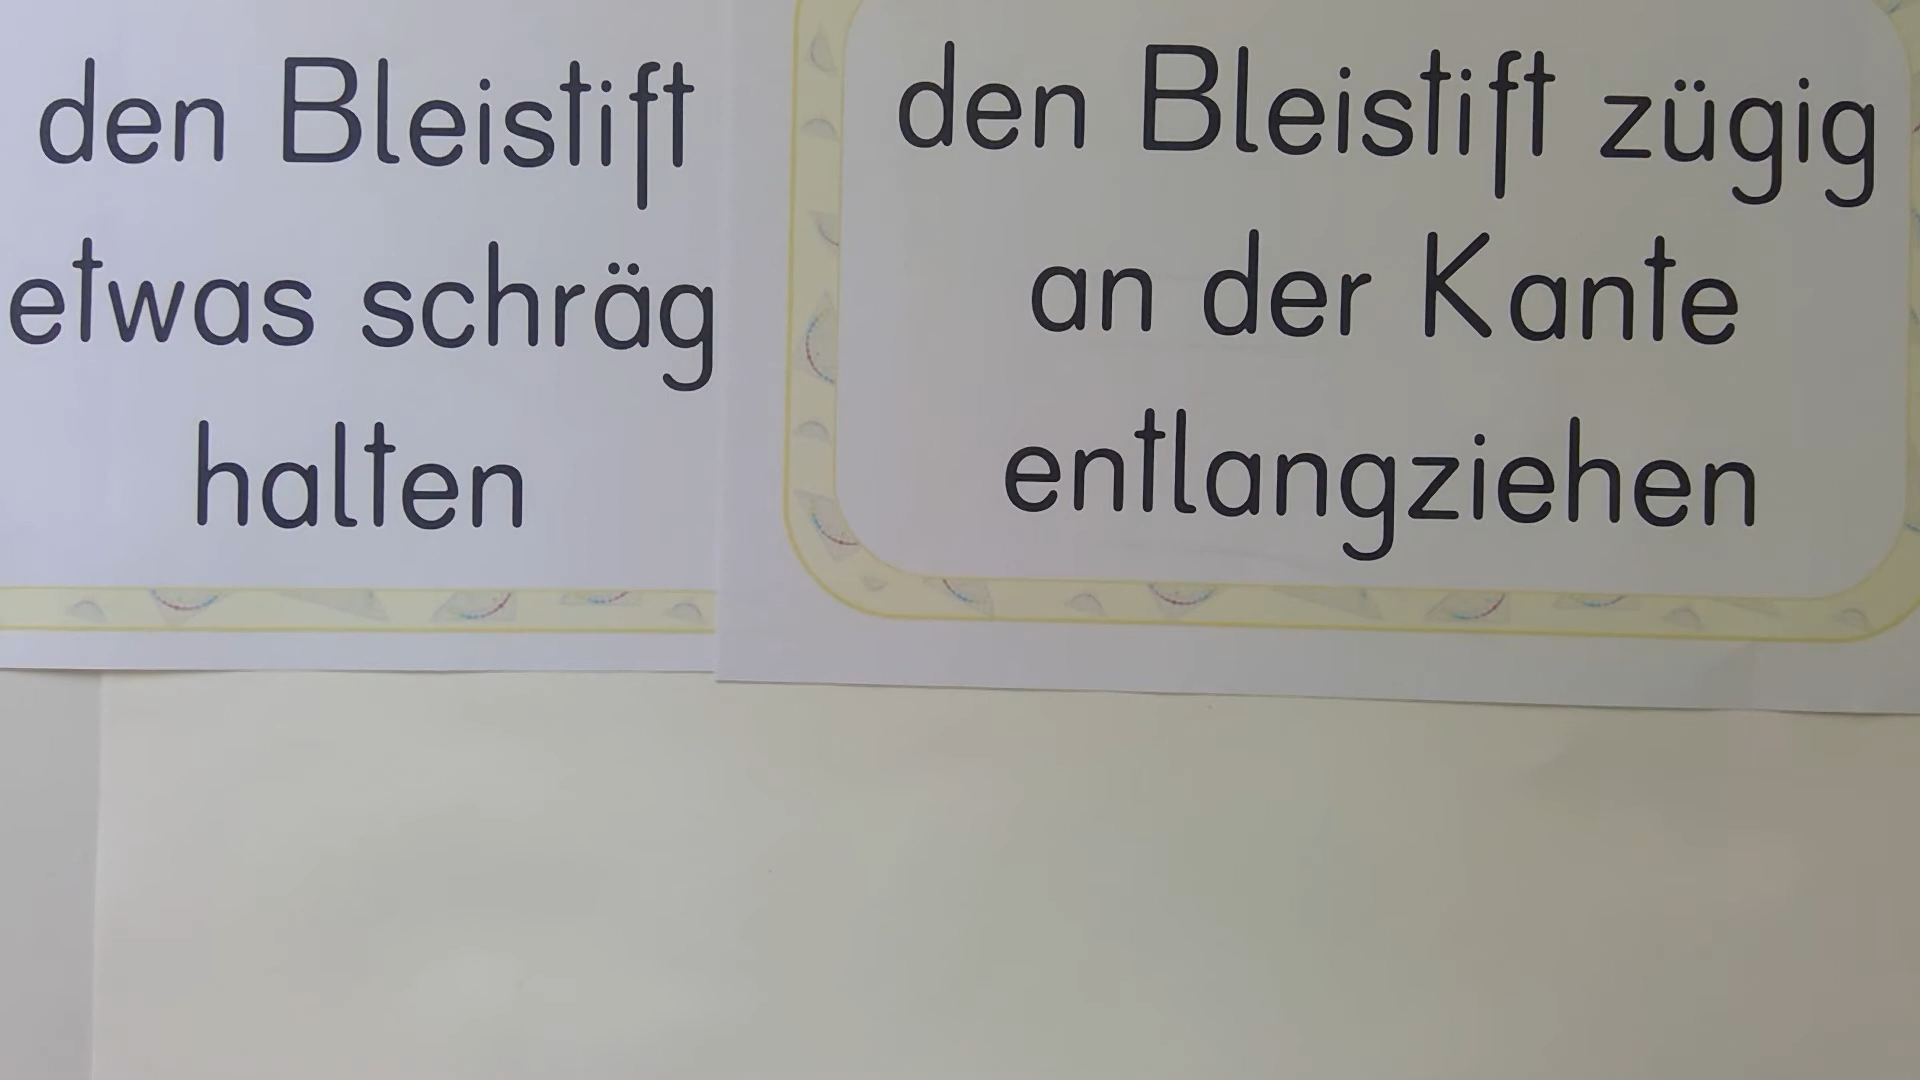 den Bleistift
etwas schräg
halten
den Bleistift zügig
an der Kante
entlangziehen